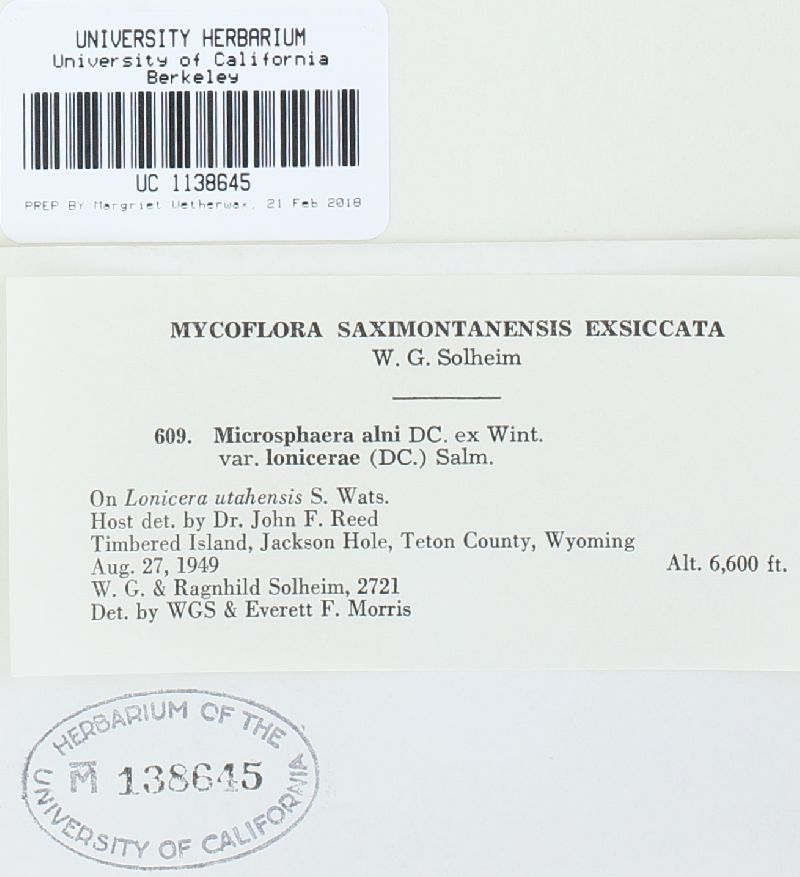 UNIVERSITY HERBARIUM
University of California
Berkeley
UC 1138645
PREP BY Margriet Wetherwax, 21 Feb 2018
MYCOFLORA SAXIMONTANENSIS EXSICCATA
W. G. Solheim
609. Microsphaera alni DC. ex Wint.
var. lonicerae (DC.) Salm.
On Lonicera utahensis S. Wats.
Host det. by Dr. John F. Reed
Timbered Island, Jackson Hole, Teton County, Wyoming
Aug. 27, 1949 Alt. 6,600 ft.
W. G. & Ragnhild Solheim, 2721
Det. by WGS & Everett F. Morris
HERBARIUM OF THE
M 138645
UNIVERSITY OF CALIFORNIA